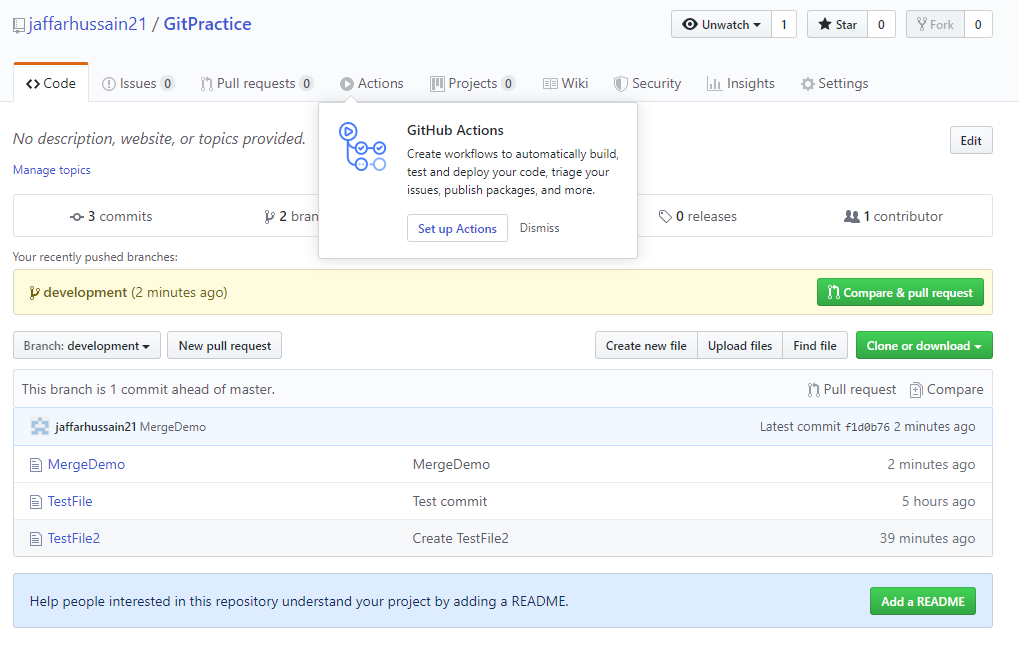 jaffarhussain21 / GitPractice
Unwatch 1 Star 0 Fork 0
Code Issues 0 Pull requests 0 Actions Projects 0 Wiki Security Insights Settings
GitHub Actions
Create workflows to automatically build,
test and deploy your code, triage your
issues, publish packages, and more.
Set up Actions Dismiss
No description, website, or topics provided. Edit
Manage topics
3 commits 2 bran 0 releases 1 contributor
Your recently pushed branches:
development (2 minutes ago) Compare & pull request
Branch: development New pull request Create new file Upload files Find file Clone or download
This branch is 1 commit ahead of master. Pull request Compare
jaffarhussain21 MergeDemo Latest commit f1d0b76 2 minutes ago
MergeDemo MergeDemo 2 minutes ago
TestFile Test commit 5 hours ago
TestFile2 Create TestFile2 39 minutes ago
Help people interested in this repository understand your project by adding a README. Add a README